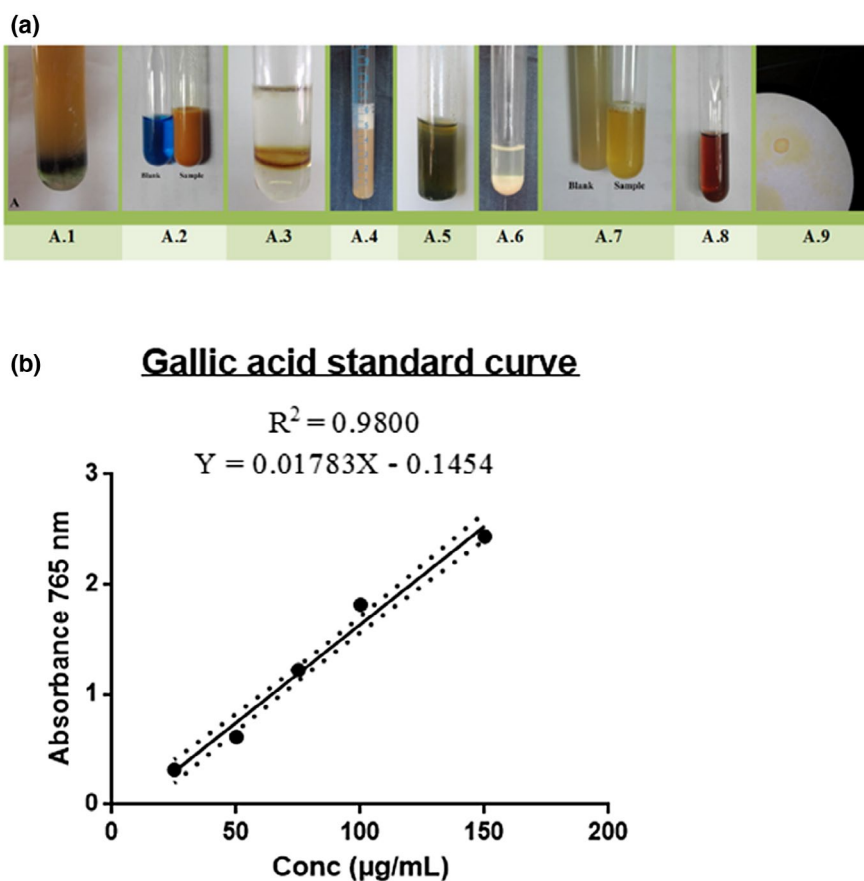 (a)
A
Blank Sample
Blank Sample
A.1 A.2 A.3 A.4 A.5 A.6 A.7 A.8 A.9
(b)
Gallic acid standard curve
R² = 0.9800
Y = 0.01783X - 0.1454
3
2
1
0
Absorbance 765 nm
0 50 100 150 200
Conc (µg/mL)